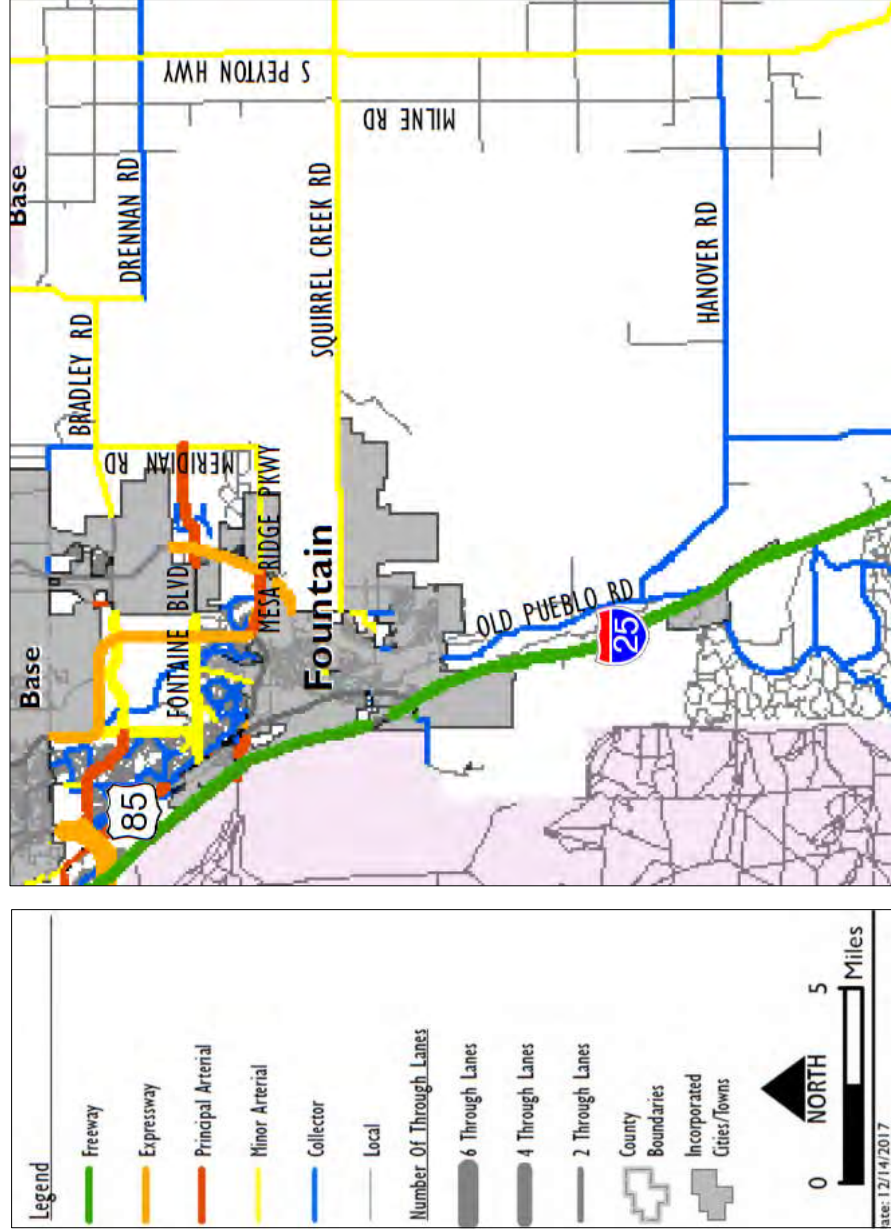 Base
S PEYTON HWY
MILNE RD
DRENNAN RD
BRADLEY RD
SQUIRREL CREEK RD
HANOVER RD
MERIDIAN RD
MESA RIDGE PKWY
Base
FONTAINE BLVD
Fountain
OLD PUEBLO RD
25
85
Legend
Freeway
Expressway
Principal Arterial
Minor Arterial
Collector
Local
Number Of Through Lanes
6 Through Lanes
4 Through Lanes
2 Through Lanes
County
Boundaries
Incorporated
Cities/Towns
NORTH
0 5
Miles
ate: 12/14/2017